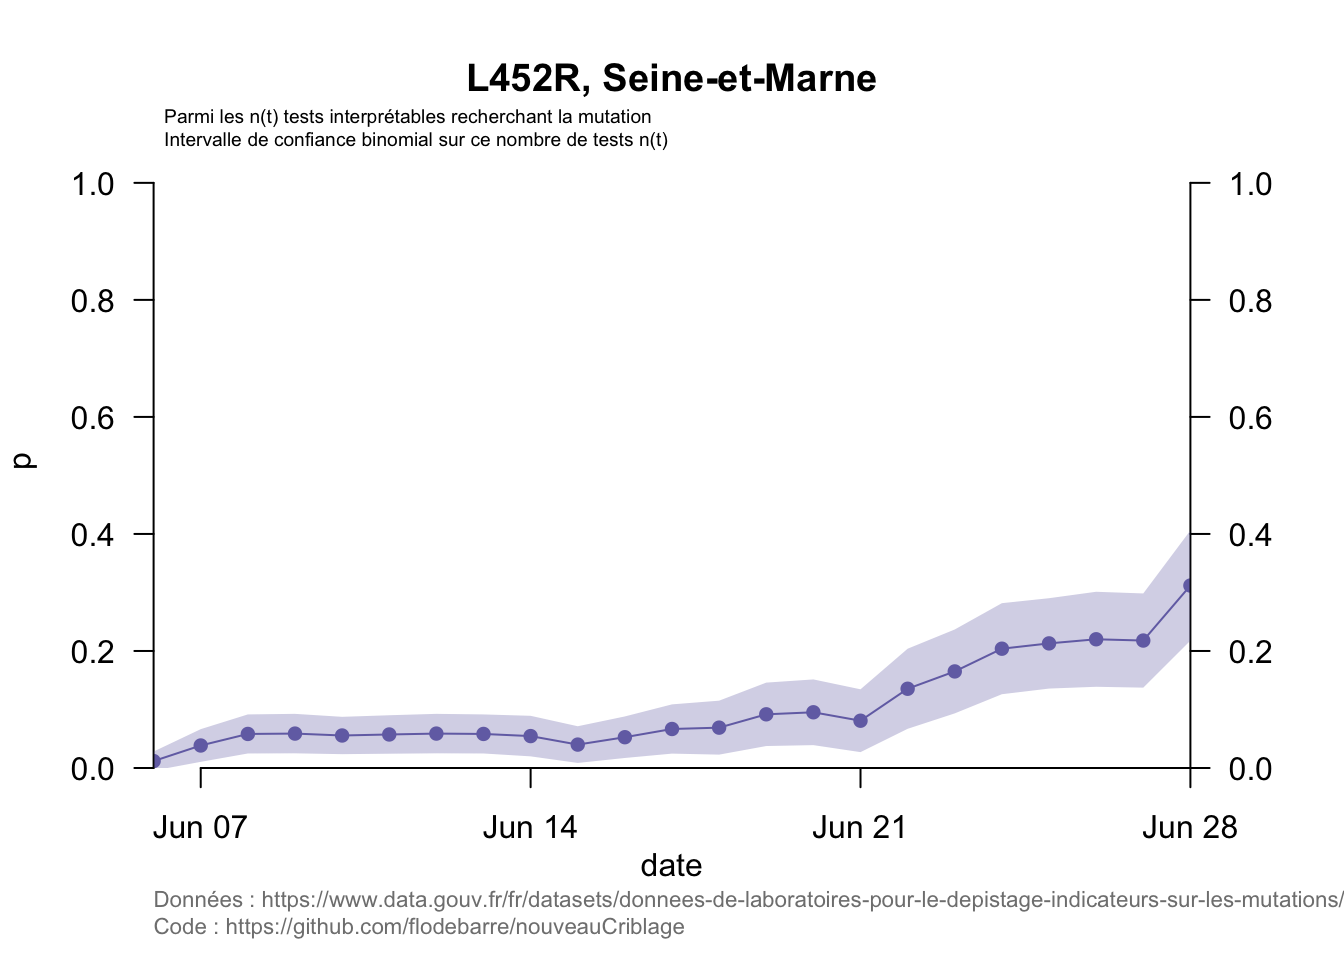 L452R, Seine-et-Marne
Parmi les n(t) tests interprétables recherchant la mutation
Intervalle de confiance binomial sur ce nombre de tests n(t)
1.0
0.8
0.6
0.4
0.2
0.0
p
1.0
0.8
0.6
0.4
0.2
0.0
Jun 07 Jun 14 Jun 21 Jun 28
date
Données : https://www.data.gouv.fr/fr/datasets/donnees-de-laboratoires-pour-le-depistage-indicateurs-sur-les-mutations/
Code : https://github.com/flodebarre/nouveauCriblage